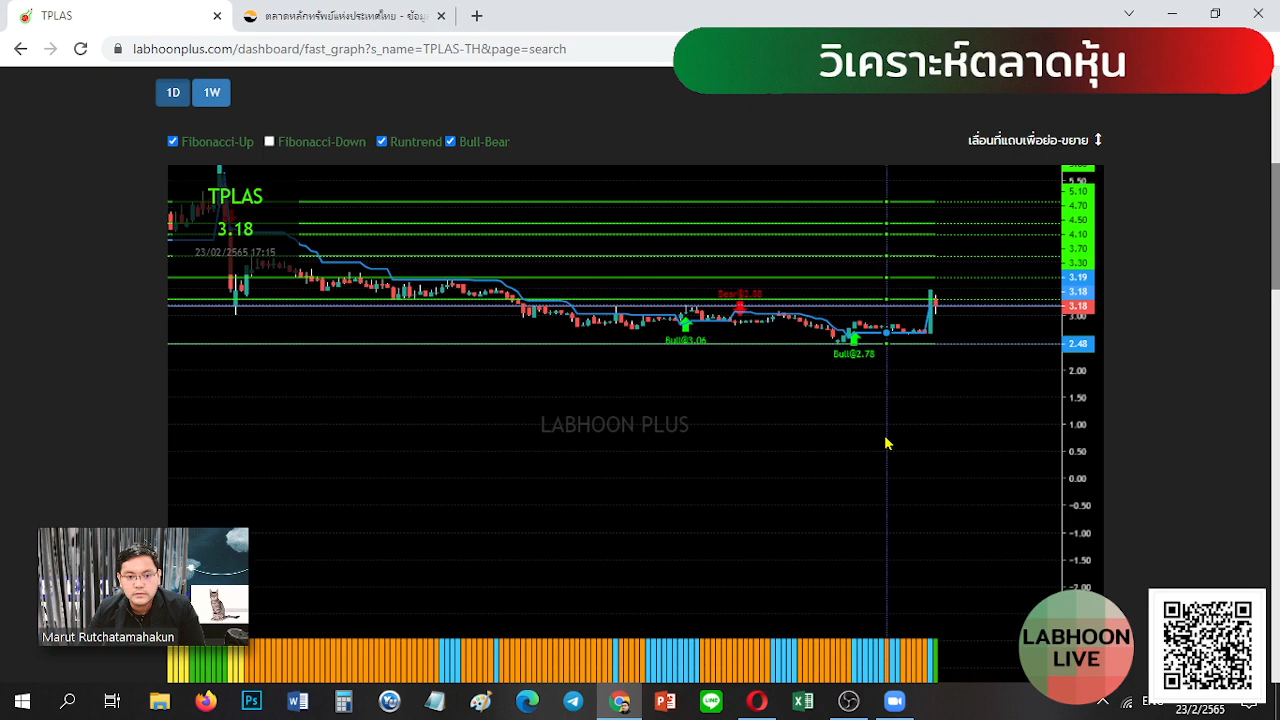 TPLAS
ตลาดหลักทรัพย์แห่งประเทศไทย - ข้อมู
labhoonplus.com/dashboard/fast_graph?s_name=TPLAS-TH&page=search
วิเคราะห์ตลาดหุ้น
1D 1W
Fibonacci-Up Fibonacci-Down Runtrend Bull-Bear
เลื่อนที่แถบเพื่อย่อ-ขยาย
TPLAS
3.18
23/02/2565 17:15
5.50
5.10
4.70
4.50
4.10
3.70
3.30
3.19
3.18
3.18
3.00
2.48
2.00
1.50
1.00
0.50
0.00
-0.50
-1.00
-1.50
-2.00
Bear@2.88
Bull@3.06
Bull@2.78
LABHOON PLUS
Marut Rutchatamahakun
LABHOON
LIVE
23/2/2565